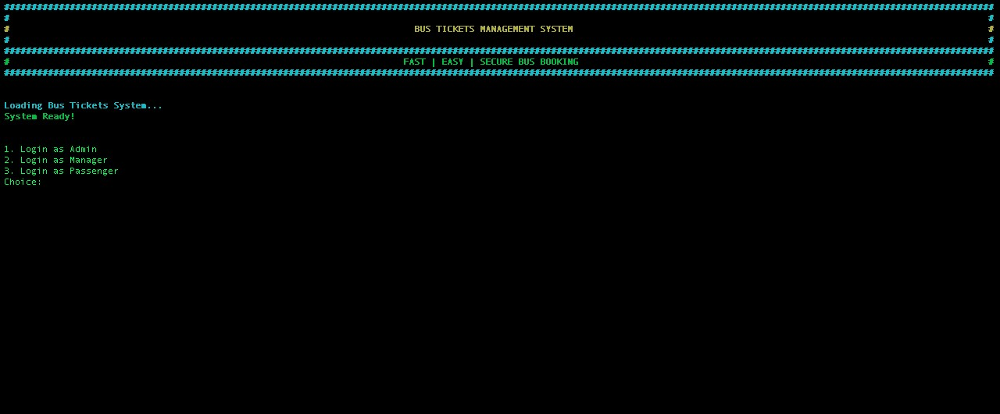 ####################################################################################################################################################################################
# #
# BUS TICKETS MANAGEMENT SYSTEM #
# #
####################################################################################################################################################################################
# FAST | EASY | SECURE BUS BOOKING #
####################################################################################################################################################################################
Loading Bus Tickets System...
System Ready!
1. Login as Admin
2. Login as Manager
3. Login as Passenger
Choice: